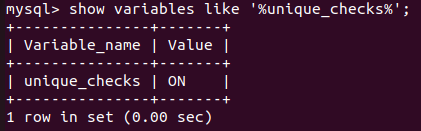 mysql> show variables like '%unique_checks%';
+---------------+-------+
| Variable_name | Value |
+---------------+-------+
| unique_checks | ON    |
+---------------+-------+
1 row in set (0.00 sec)